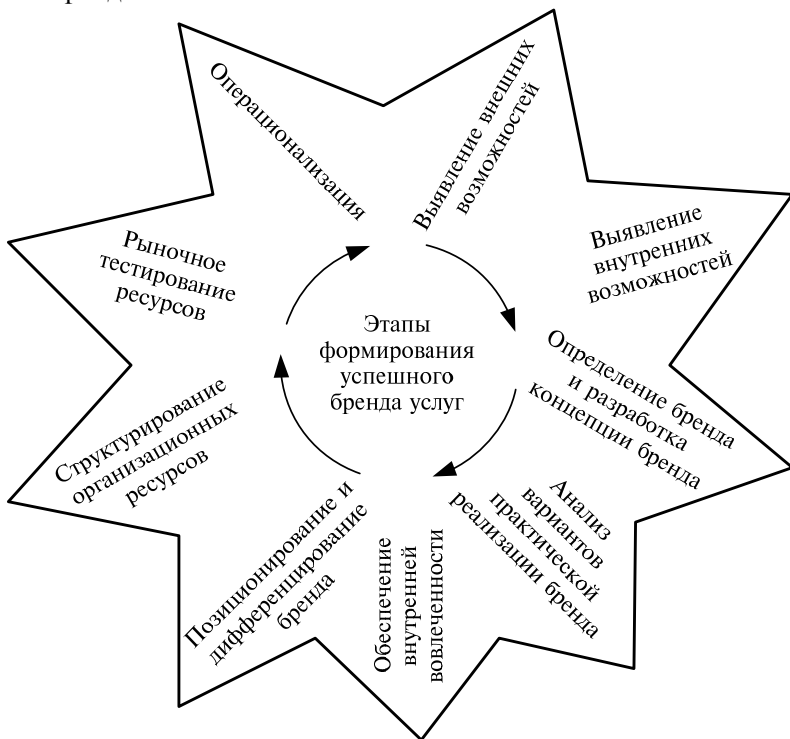 Операционализация
Выявление внешних
возможностей
Выявление
внутренних
возможностей
Определение бренда
и разработка
концепции бренда
Анализ
вариантов
практической
реализации бренда
Обеспечение
внутренней
вовлеченности
Позиционирование и
дифференцирование
бренда
Структурирование
организационных
ресурсов
Рыночное
тестирование
ресурсов
Этапы
формирования
успешного
бренда услуг